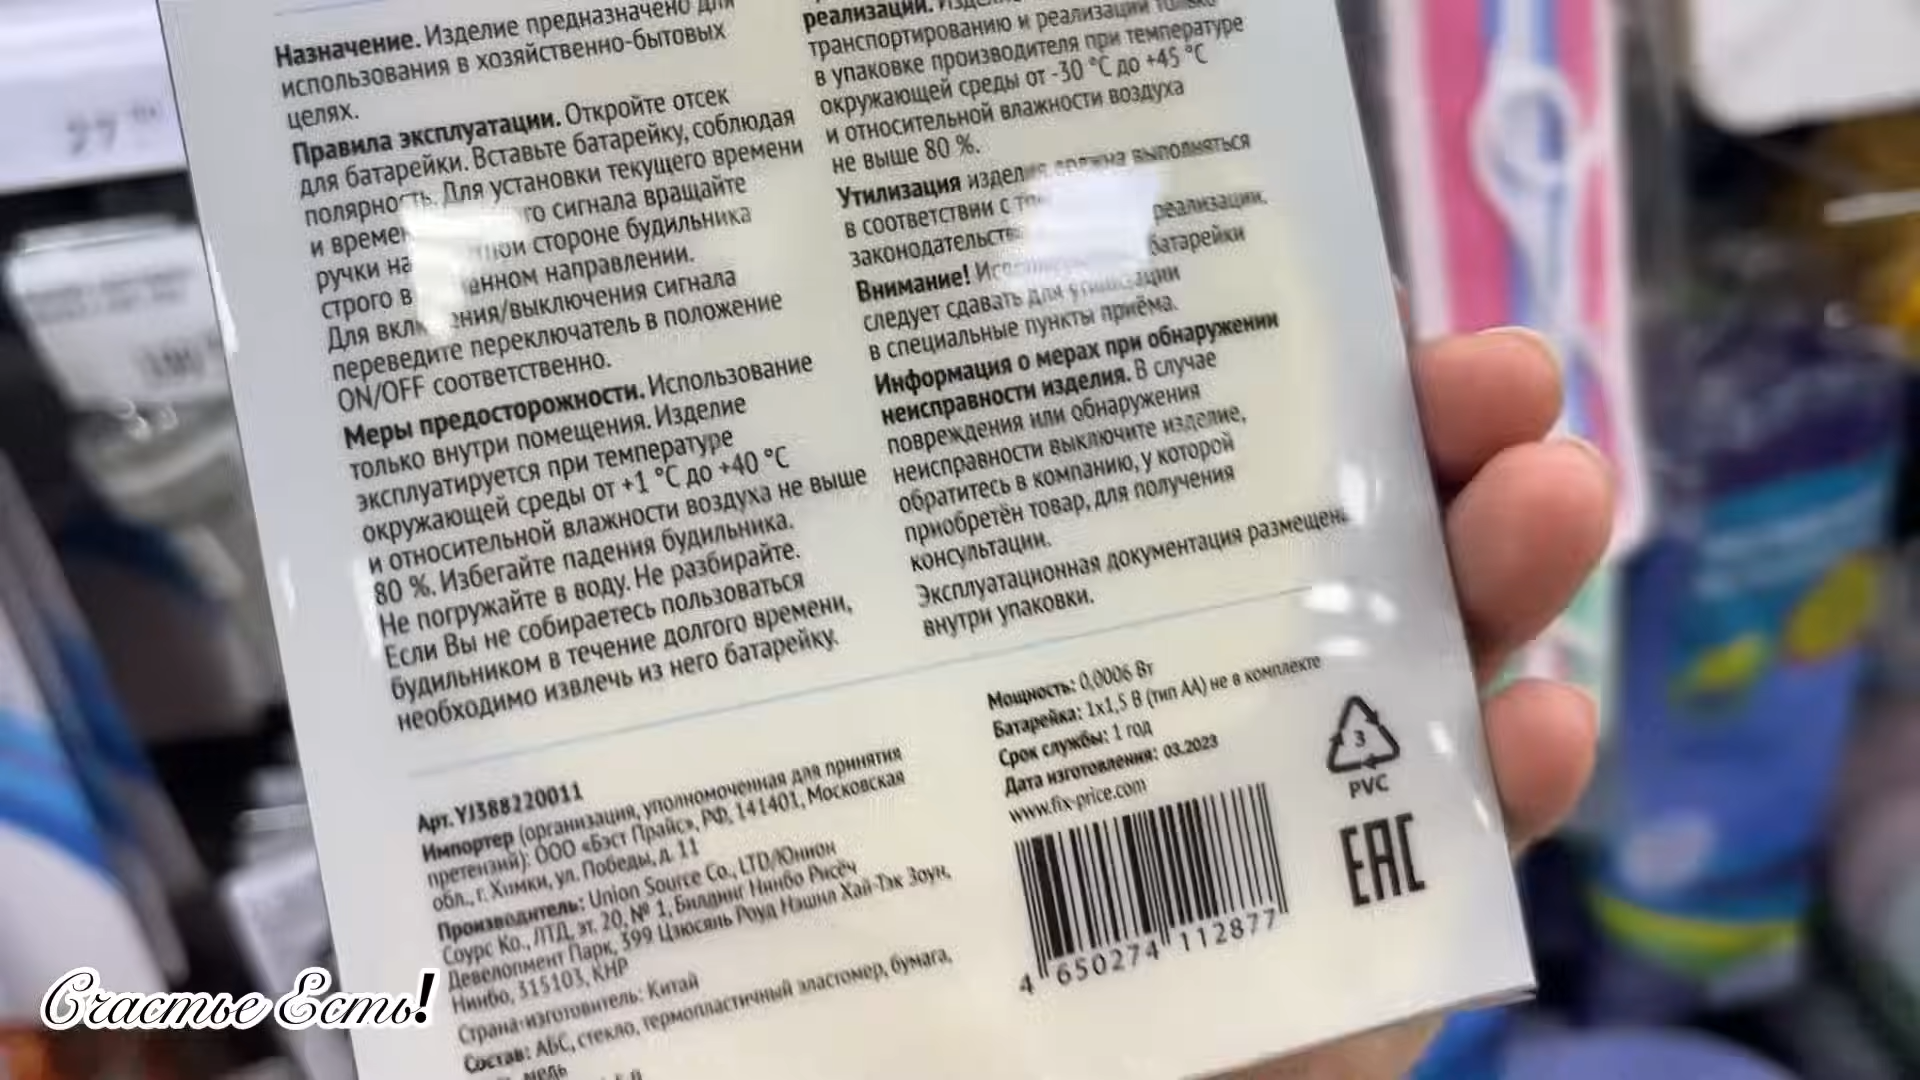 Назначение. Изделие предназначено для
использования в хозяйственно-бытовых
целях.
Правила эксплуатации. Откройте отсек
для батарейки. Вставьте батарейку, соблюдая
полярность. Для установки текущего времени
и го сигнала вращайте
ручки на стороне будильника
строго в направлении.
Для сигнала
переведите переключатель в положение
ON/OFF соответственно.
Меры предосторожности. Использование
только внутри помещения. Изделие
эксплуатируется при температуре
окружающей среды от +1 °C до +40 °C
и относительной влажности воздуха не выше
80 %. Избегайте падения будильника.
Не погружайте в воду. Не разбирайте.
Если Вы не собираетесь пользоваться
будильником в течение долгого времени,
необходимо извлечь из него батарейку.
реализации.
транспортированию и реализации только
в упаковке производителя при температуре
окружающей среды от -30 °C до +45 °C
и относительной влажности воздуха
не выше 80 %.
Утилизация изделия должна выполняться
в соответствии с реализации.
Внимание! батарейки
следует сдавать для утилизации
в специальные пункты приёма.
Информация о мерах при обнаружении
неисправности изделия. В случае
повреждения или обнаружения
неисправности выключите изделие,
обратитесь в компанию, у которой
приобретён товар, для получения
консультации.
Эксплуатационная документация размещена
внутри упаковки.
Арт. YJ388220011
Импортер (организация, уполномоченная для принятия
претензий): ООО «Бэст Прайс», РФ, 141401, Московская
обл., г. Химки, ул. Победы, д. 11
Производитель: Union Source Co., LTD/Юнион
Соурс Ко., ЛТД, эт. 20, № 1, Билдинг Нинбо Рисёч
Девелопмент Парк, 399 Цзюсянь Роуд Нэшнл Хай-Тэк Зоун,
Нинбо, 315103, КНР
Страна-изготовитель: Китай
Состав: АБС, стекло, термопластичный эластомер, бумага,
медь
Мощность: 0,0006 Вт
Батарейка: 1x1,5 В (тип АА) не в комплекте
Срок службы: 1 год
Дата изготовления: 03.2023
www.fix-price.com
4 650274 112877
3
PVC
EAC
Счастье Есть!